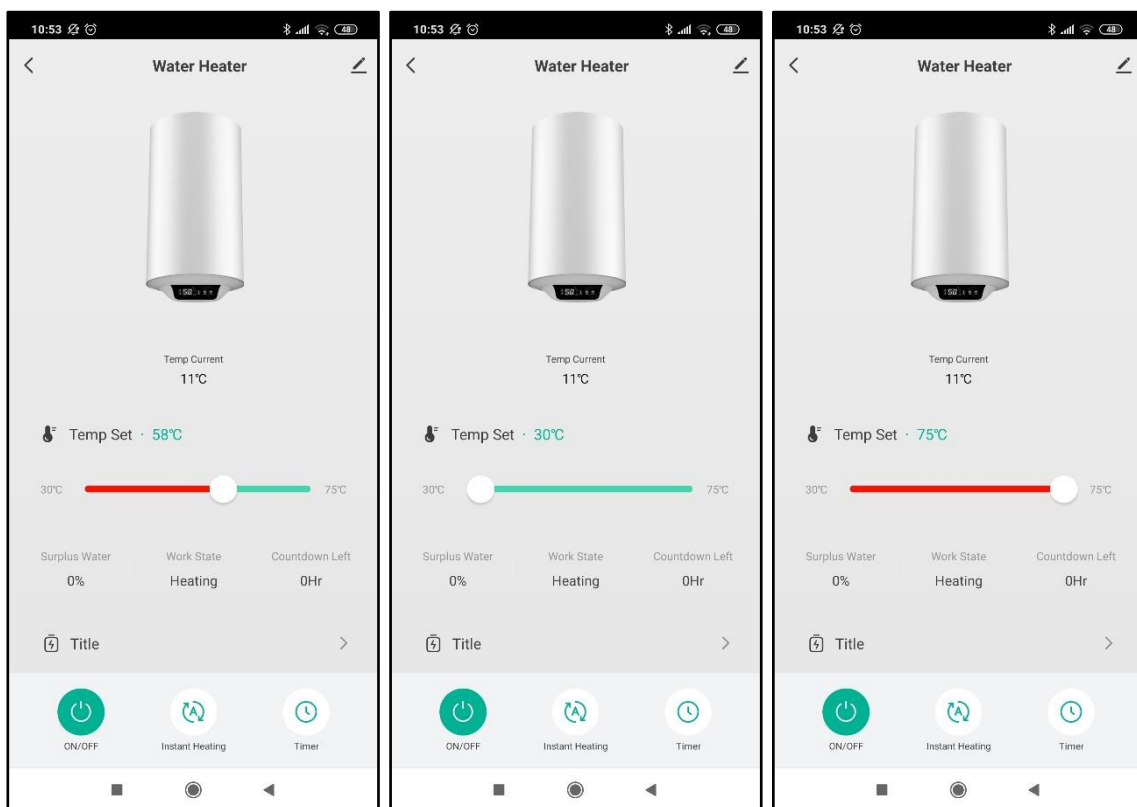 10:53
48
Water Heater
Temp Current
11℃
Temp Set · 58℃
30℃ 75℃
Surplus Water Work State Countdown Left
0% Heating 0Hr
Title
ON/OFF Instant Heating Timer
10:53
48
Water Heater
Temp Current
11℃
Temp Set · 30℃
30℃ 75℃
Surplus Water Work State Countdown Left
0% Heating 0Hr
Title
ON/OFF Instant Heating Timer
10:53
48
Water Heater
Temp Current
11℃
Temp Set · 75℃
30℃ 75℃
Surplus Water Work State Countdown Left
0% Heating 0Hr
Title
ON/OFF Instant Heating Timer